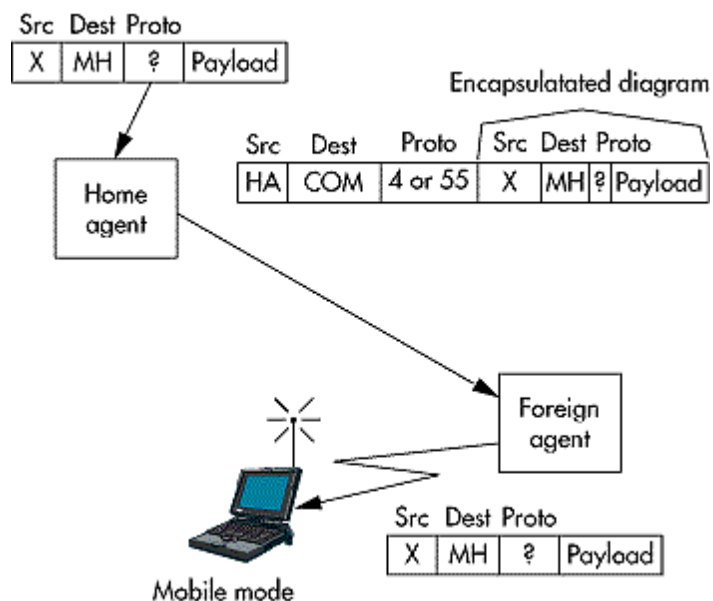 Src Dest Proto
X MH ? Payload
Encapsulatated diagram
Src Dest Proto Src Dest Proto
HA COM 4 or 55 X MH ? Payload
Home
agent
Foreign
agent
Src Dest Proto
X MH ? Payload
Mobile mode